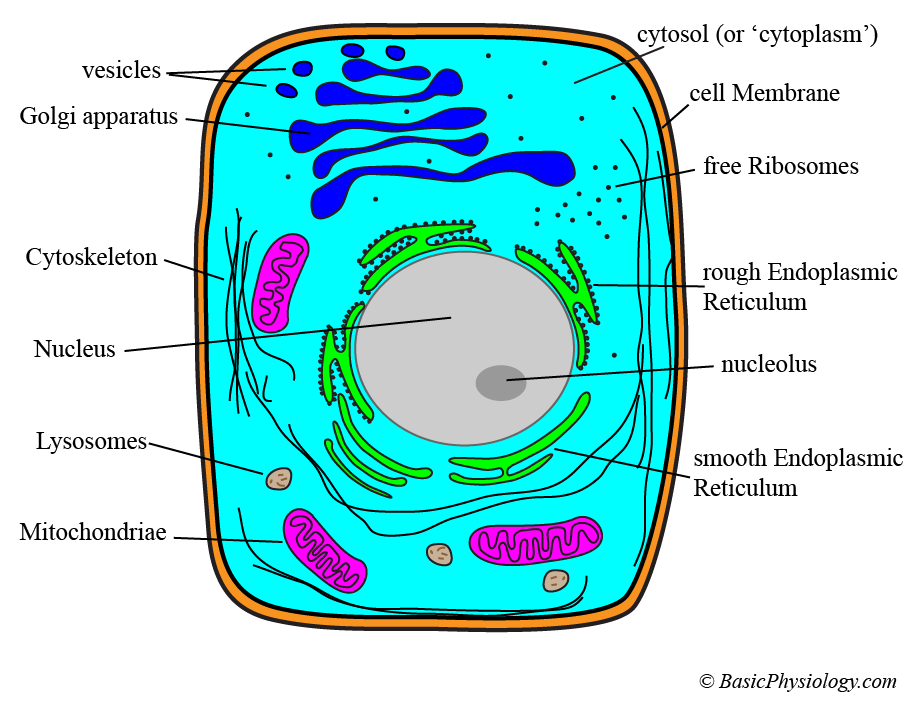 cytosol (or ‘cytoplasm’)
vesicles
cell Membrane
Golgi apparatus
free Ribosomes
Cytoskeleton
rough Endoplasmic
Reticulum
Nucleus
nucleolus
Lysosomes
smooth Endoplasmic
Reticulum
Mitochondriae
© BasicPhysiology.com